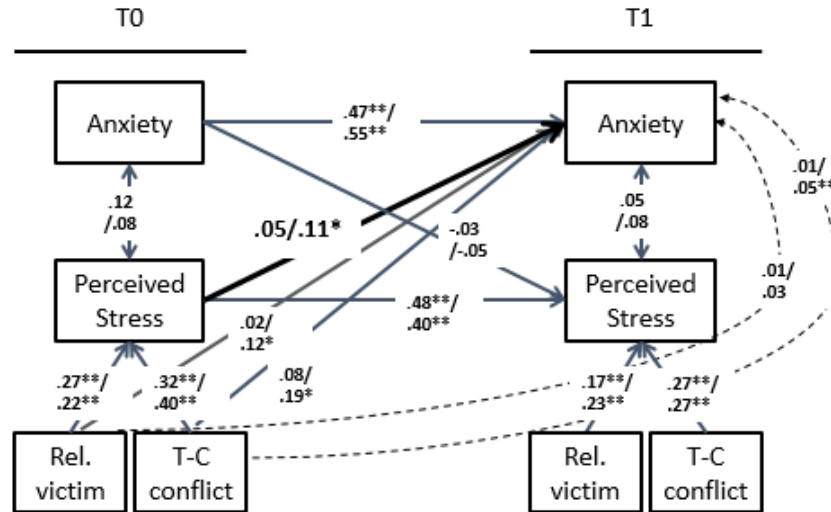 T0
T1
Anxiety
.47**/
.55**
Anxiety
.01/
.05**
.12
/.08
.05/.11*
-.03
/-.05
.05
/.08
Perceived
Stress
.48**/
.40**
Perceived
Stress
.01/
.03
.02/
.12*
.27**/
.22**
.32**/
.40**
.08/
.19*
.17**/
.23**
.27**/
.27**
Rel.
victim
T-C
conflict
Rel.
victim
T-C
conflict